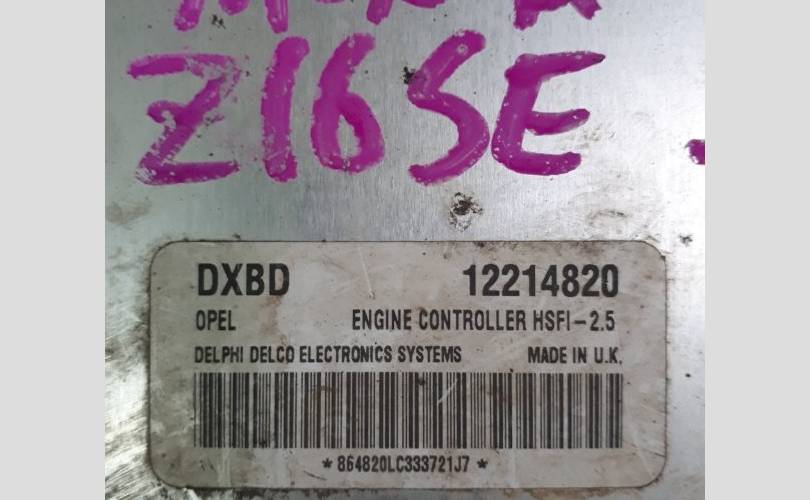 Z16SE
DXBD 12214820
OPEL ENGINE CONTROLLER HSFI-2.5
DELPHI DELCO ELECTRONICS SYSTEMS MADE IN U.K.
*864820LC333721J7*